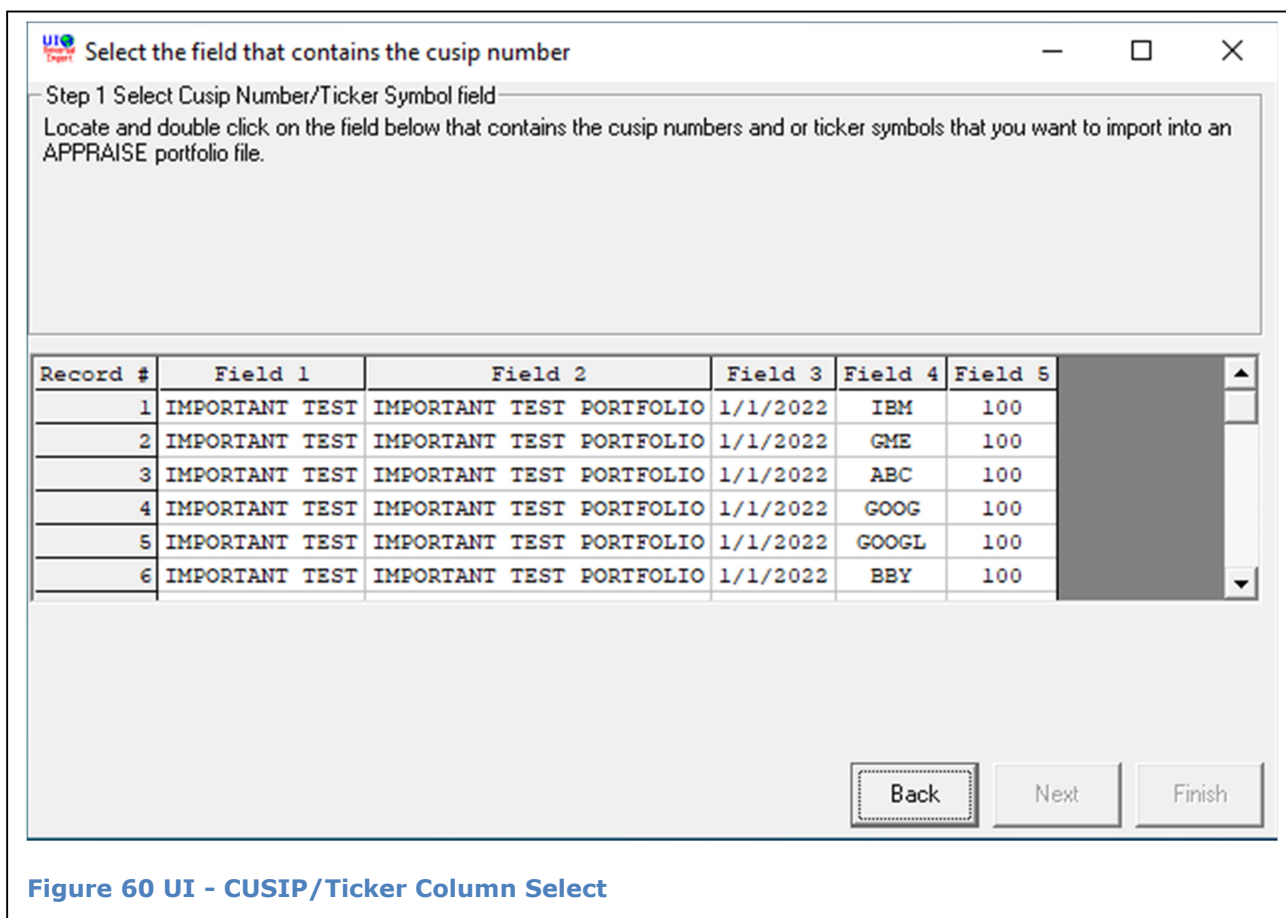 UI
Universal
Import
Select the field that contains the cusip number
Step 1 Select Cusip Number/Ticker Symbol field
Locate and double click on the field below that contains the cusip numbers and or ticker symbols that you want to import into an
APPRAISE portfolio file.
Record # Field 1 Field 2 Field 3 Field 4 Field 5
1 IMPORTANT TEST IMPORTANT TEST PORTFOLIO 1/1/2022 IBM 100
2 IMPORTANT TEST IMPORTANT TEST PORTFOLIO 1/1/2022 GME 100
3 IMPORTANT TEST IMPORTANT TEST PORTFOLIO 1/1/2022 ABC 100
4 IMPORTANT TEST IMPORTANT TEST PORTFOLIO 1/1/2022 GOOG 100
5 IMPORTANT TEST IMPORTANT TEST PORTFOLIO 1/1/2022 GOOGL 100
6 IMPORTANT TEST IMPORTANT TEST PORTFOLIO 1/1/2022 BBY 100
Back Next Finish
Figure 60 UI - CUSIP/Ticker Column Select